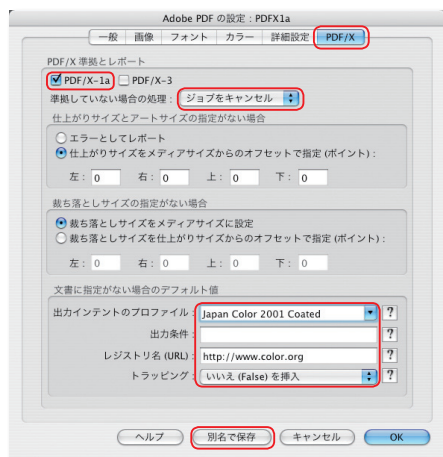 Adobe PDF の設定：PDFX1a
一般 画像 フォント カラー 詳細設定 PDF/X
PDF/X 準拠とレポート
PDF/X-1a PDF/X-3
準拠していない場合の処理： ジョブをキャンセル
仕上がりサイズとアートサイズの指定がない場合
エラーとしてレポート
仕上がりサイズをメディアサイズからのオフセットで指定 (ポイント)：
左： 0 右： 0 上： 0 下： 0
裁ち落としサイズの指定がない場合
裁ち落としサイズをメディアサイズに設定
裁ち落としサイズを仕上がりサイズからのオフセットで指定 (ポイント)：
左： 0 右： 0 上： 0 下： 0
文書に指定がない場合のデフォルト値
出力インテントのプロファイル： Japan Color 2001 Coated ?
出力条件： ?
レジストリ名 (URL)： http://www.color.org ?
トラッピング： いいえ (False) を挿入 ?
ヘルプ 別名で保存 キャンセル OK